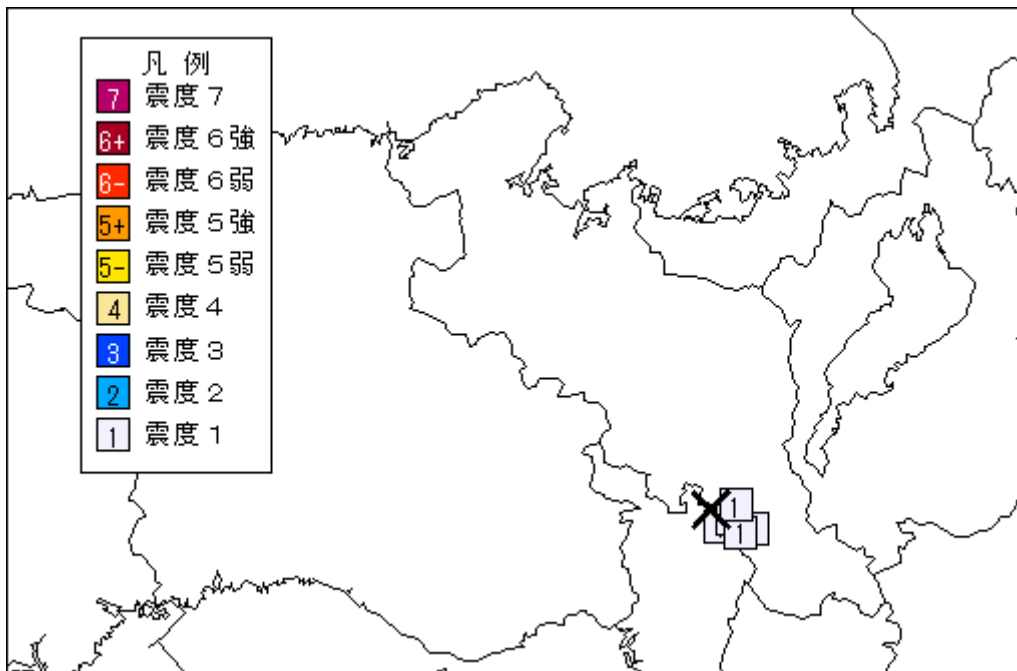 凡例
7 震度7
6+ 震度6強
6- 震度6弱
5+ 震度5強
5- 震度5弱
4 震度4
3 震度3
2 震度2
1 震度1
1
1